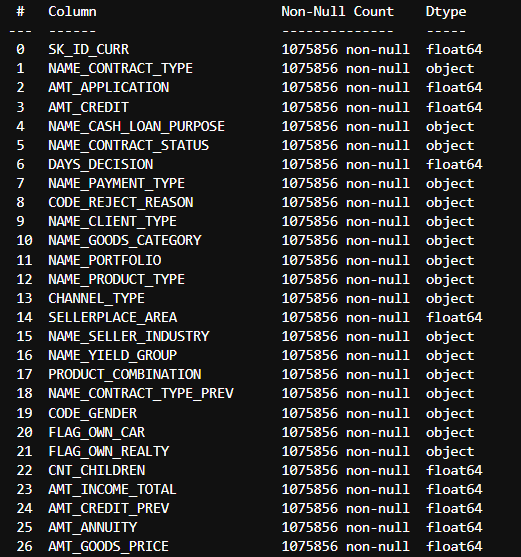 # Column Non-Null Count Dtype
--- ------ -------------- -----
0 SK_ID_CURR 1075856 non-null float64
1 NAME_CONTRACT_TYPE 1075856 non-null object
2 AMT_APPLICATION 1075856 non-null float64
3 AMT_CREDIT 1075856 non-null float64
4 NAME_CASH_LOAN_PURPOSE 1075856 non-null object
5 NAME_CONTRACT_STATUS 1075856 non-null object
6 DAYS_DECISION 1075856 non-null float64
7 NAME_PAYMENT_TYPE 1075856 non-null object
8 CODE_REJECT_REASON 1075856 non-null object
9 NAME_CLIENT_TYPE 1075856 non-null object
10 NAME_GOODS_CATEGORY 1075856 non-null object
11 NAME_PORTFOLIO 1075856 non-null object
12 NAME_PRODUCT_TYPE 1075856 non-null object
13 CHANNEL_TYPE 1075856 non-null object
14 SELLERPLACE_AREA 1075856 non-null float64
15 NAME_SELLER_INDUSTRY 1075856 non-null object
16 NAME_YIELD_GROUP 1075856 non-null object
17 PRODUCT_COMBINATION 1075856 non-null object
18 NAME_CONTRACT_TYPE_PREV 1075856 non-null object
19 CODE_GENDER 1075856 non-null object
20 FLAG_OWN_CAR 1075856 non-null object
21 FLAG_OWN_REALTY 1075856 non-null object
22 CNT_CHILDREN 1075856 non-null float64
23 AMT_INCOME_TOTAL 1075856 non-null float64
24 AMT_CREDIT_PREV 1075856 non-null float64
25 AMT_ANNUITY 1075856 non-null float64
26 AMT_GOODS_PRICE 1075856 non-null float64